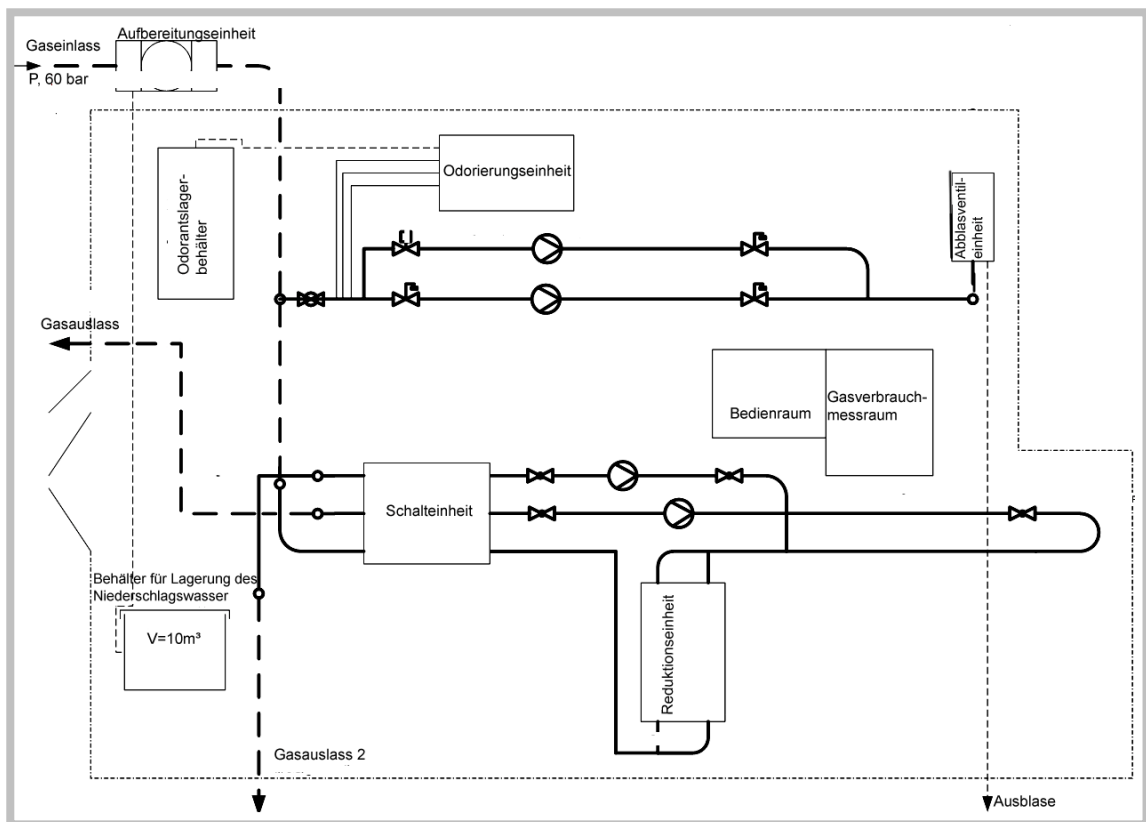 Aufbereitungseinheit
Gaseinlass
P, 60 bar
Odorierungseinheit
Odorantslager-
behälter
Abblasventil-
einheit
Gasauslass
Bedienraum
Gasverbrauch-
messraum
Schalteinheit
Behälter für Lagerung des
Niederschlagswasser
V=10m³
Reduktionseinheit
Gasauslass 2
Ausblase